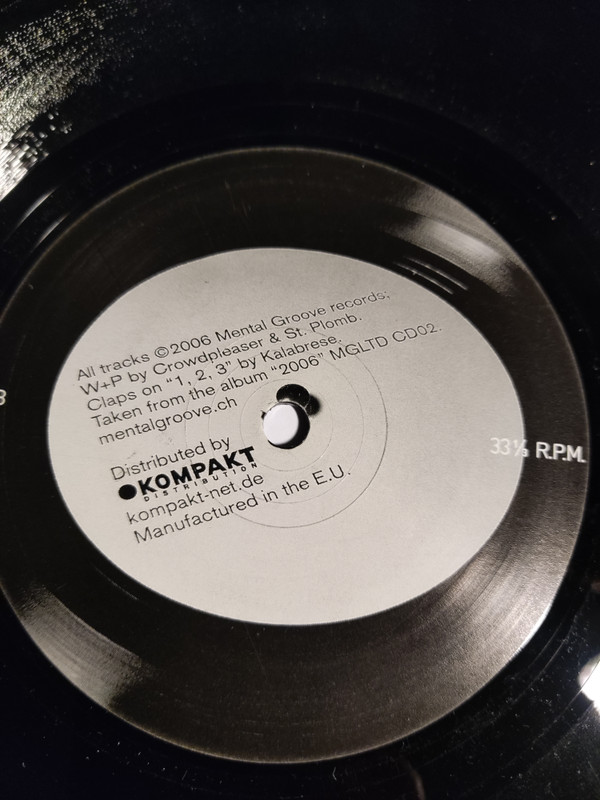 All tracks ©2006 Mental Groove records;
W+P by Crowdpleaser & St. Plomb.
Claps on "1, 2, 3" by Kalabrese.
Taken from the album "2006" MGLTD CD02.
mentalgroove.ch
Distributed by
KOMPAKT
DISTRIBUTION
kompakt-net.de
Manufactured in the E.U.
33⅓ R.P.M.